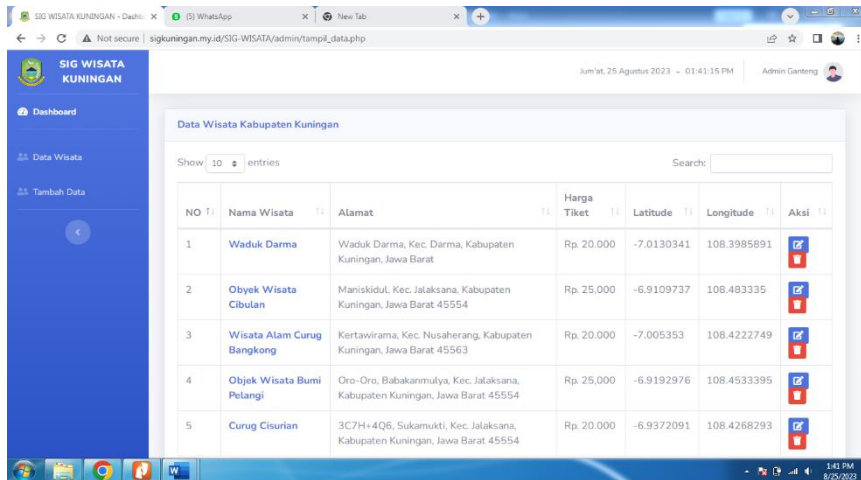 SIG WISATA KUNINGAN - Dashb
(5) WhatsApp
New Tab
Not secure | sigkuningan.my.id/SIG-WISATA/admin/tampil_data.php
SIG WISATA
KUNINGAN
Jum'at, 25 Agustus 2023 - 01:41:15 PM
Admin Ganteng
Dashboard
Data Wisata
Tambah Data
Data Wisata Kabupaten Kuningan
Show 10 entries
Search:
NO Nama Wisata Alamat Harga Tiket Latitude Longitude Aksi
1 Waduk Darma Waduk Darma, Kec. Darma, Kabupaten Rp. 20.000 -7.0130341 108.3985891
Kuningan, Jawa Barat
2 Obyek Wisata Maniskidul, Kec. Jalaksana, Kabupaten Rp. 25,000 -6.9109737 108.483335
Cibulan Kuningan, Jawa Barat 45554
3 Wisata Alam Curug Kertawirama, Kec. Nusaherang, Kabupaten Rp. 20.000 -7.005353 108.4222749
Bangkong Kuningan, Jawa Barat 45563
4 Objek Wisata Bumi Oro-Oro, Babakanmulya, Kec. Jalaksana, Rp. 25,000 -6.9192976 108.4533395
Pelangi Kabupaten Kuningan, Jawa Barat 45554
5 Curug Cisurian 3C7H+4Q6, Sukamukti, Kec. Jalaksana, Rp. 20.000 -6.9372091 108.4268293
Kabupaten Kuningan, Jawa Barat 45554
1:41 PM
8/25/2023